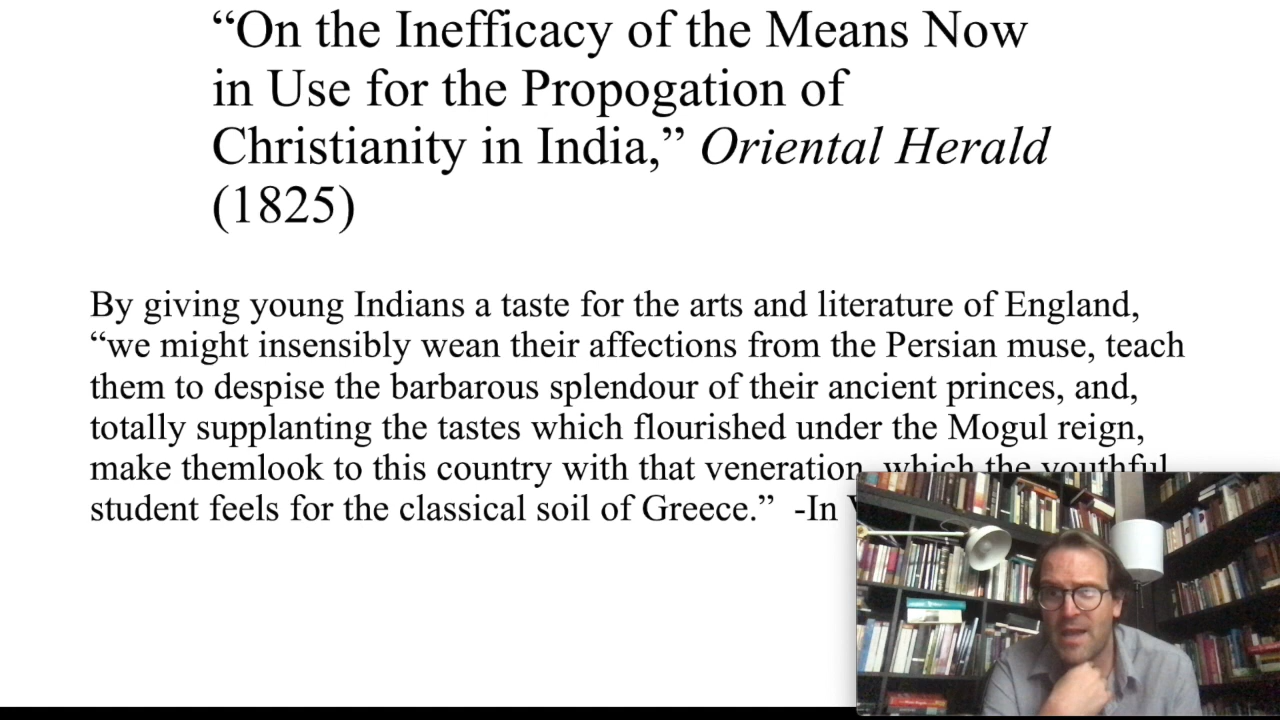 “On the Inefficacy of the Means Now
in Use for the Propogation of
Christianity in India,” Oriental Herald
(1825)
By giving young Indians a taste for the arts and literature of England,
“we might insensibly wean their affections from the Persian muse, teach
them to despise the barbarous splendour of their ancient princes, and,
totally supplanting the tastes which flourished under the Mogul reign,
make themlook to this country with that veneration, which the youthful
student feels for the classical soil of Greece.” -In